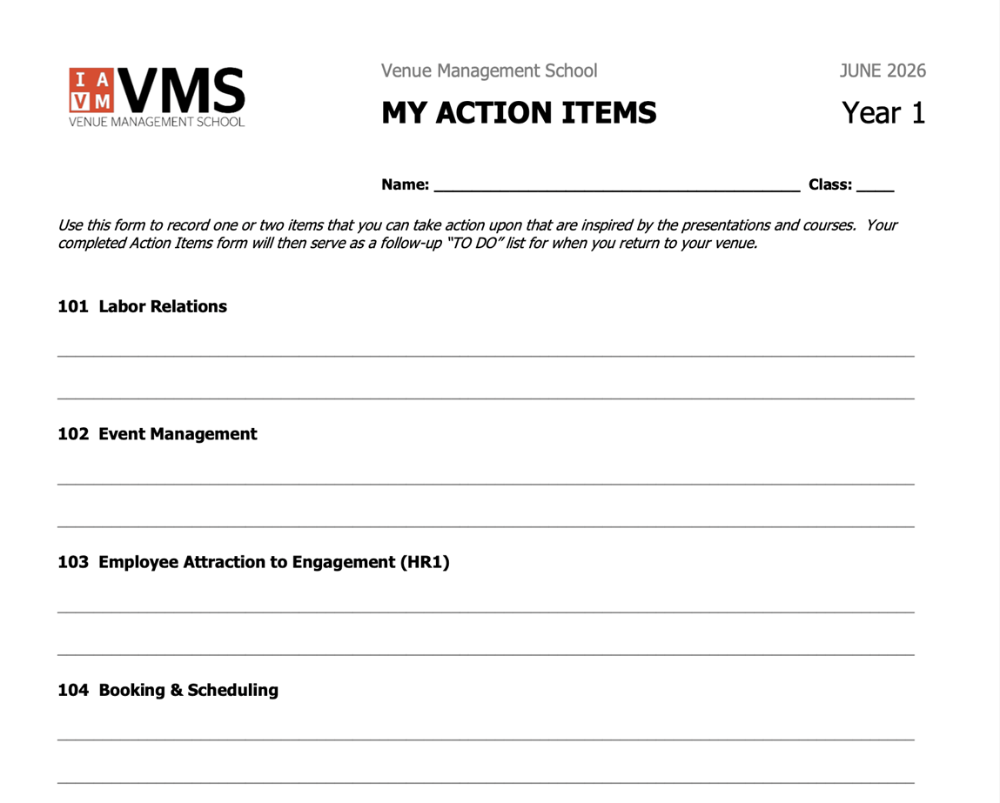 IAVM VMS
VENUE MANAGEMENT SCHOOL
Venue Management School JUNE 2026
MY ACTION ITEMS Year 1
Name: ______________________________________ Class: ____
Use this form to record one or two items that you can take action upon that are inspired by the presentations and courses.  Your
completed Action Items form will then serve as a follow-up “TO DO” list for when you return to your venue.
101  Labor Relations
102  Event Management
103  Employee Attraction to Engagement (HR1)
104  Booking & Scheduling